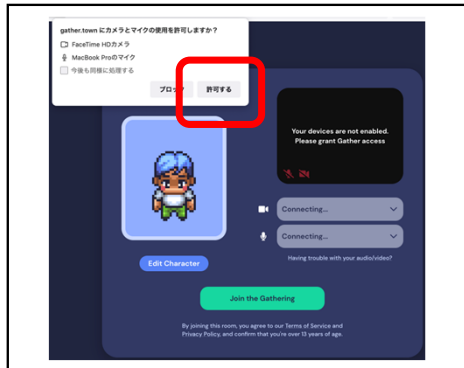 gather.town にカメラとマイクの使用を許可しますか？
FaceTime HDカメラ
MacBook Proのマイク
今後も同様に処理する
許可する
Your devices are not enabled.
Please grant Gather access
Connecting...
Connecting...
Having trouble with your audio/video?
Edit Character
Join the Gathering
By joining this room, you agree to our Terms of Service and
Privacy Policy, and confirm that you're over 13 years of age.